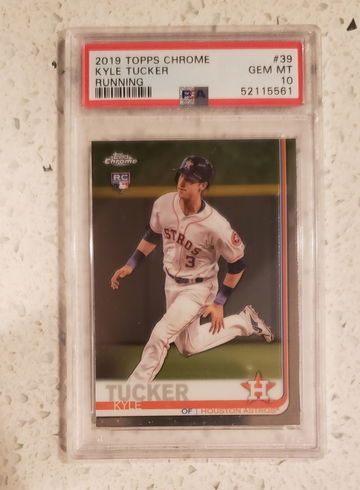 2019 TOPPS CHROME #39
KYLE TUCKER GEM MT
RUNNING 10
PSA 52115561
Topps
Chrome
RC
ASTROS
3
TUCKER
KYLE
OF | HOUSTON ASTROS
H